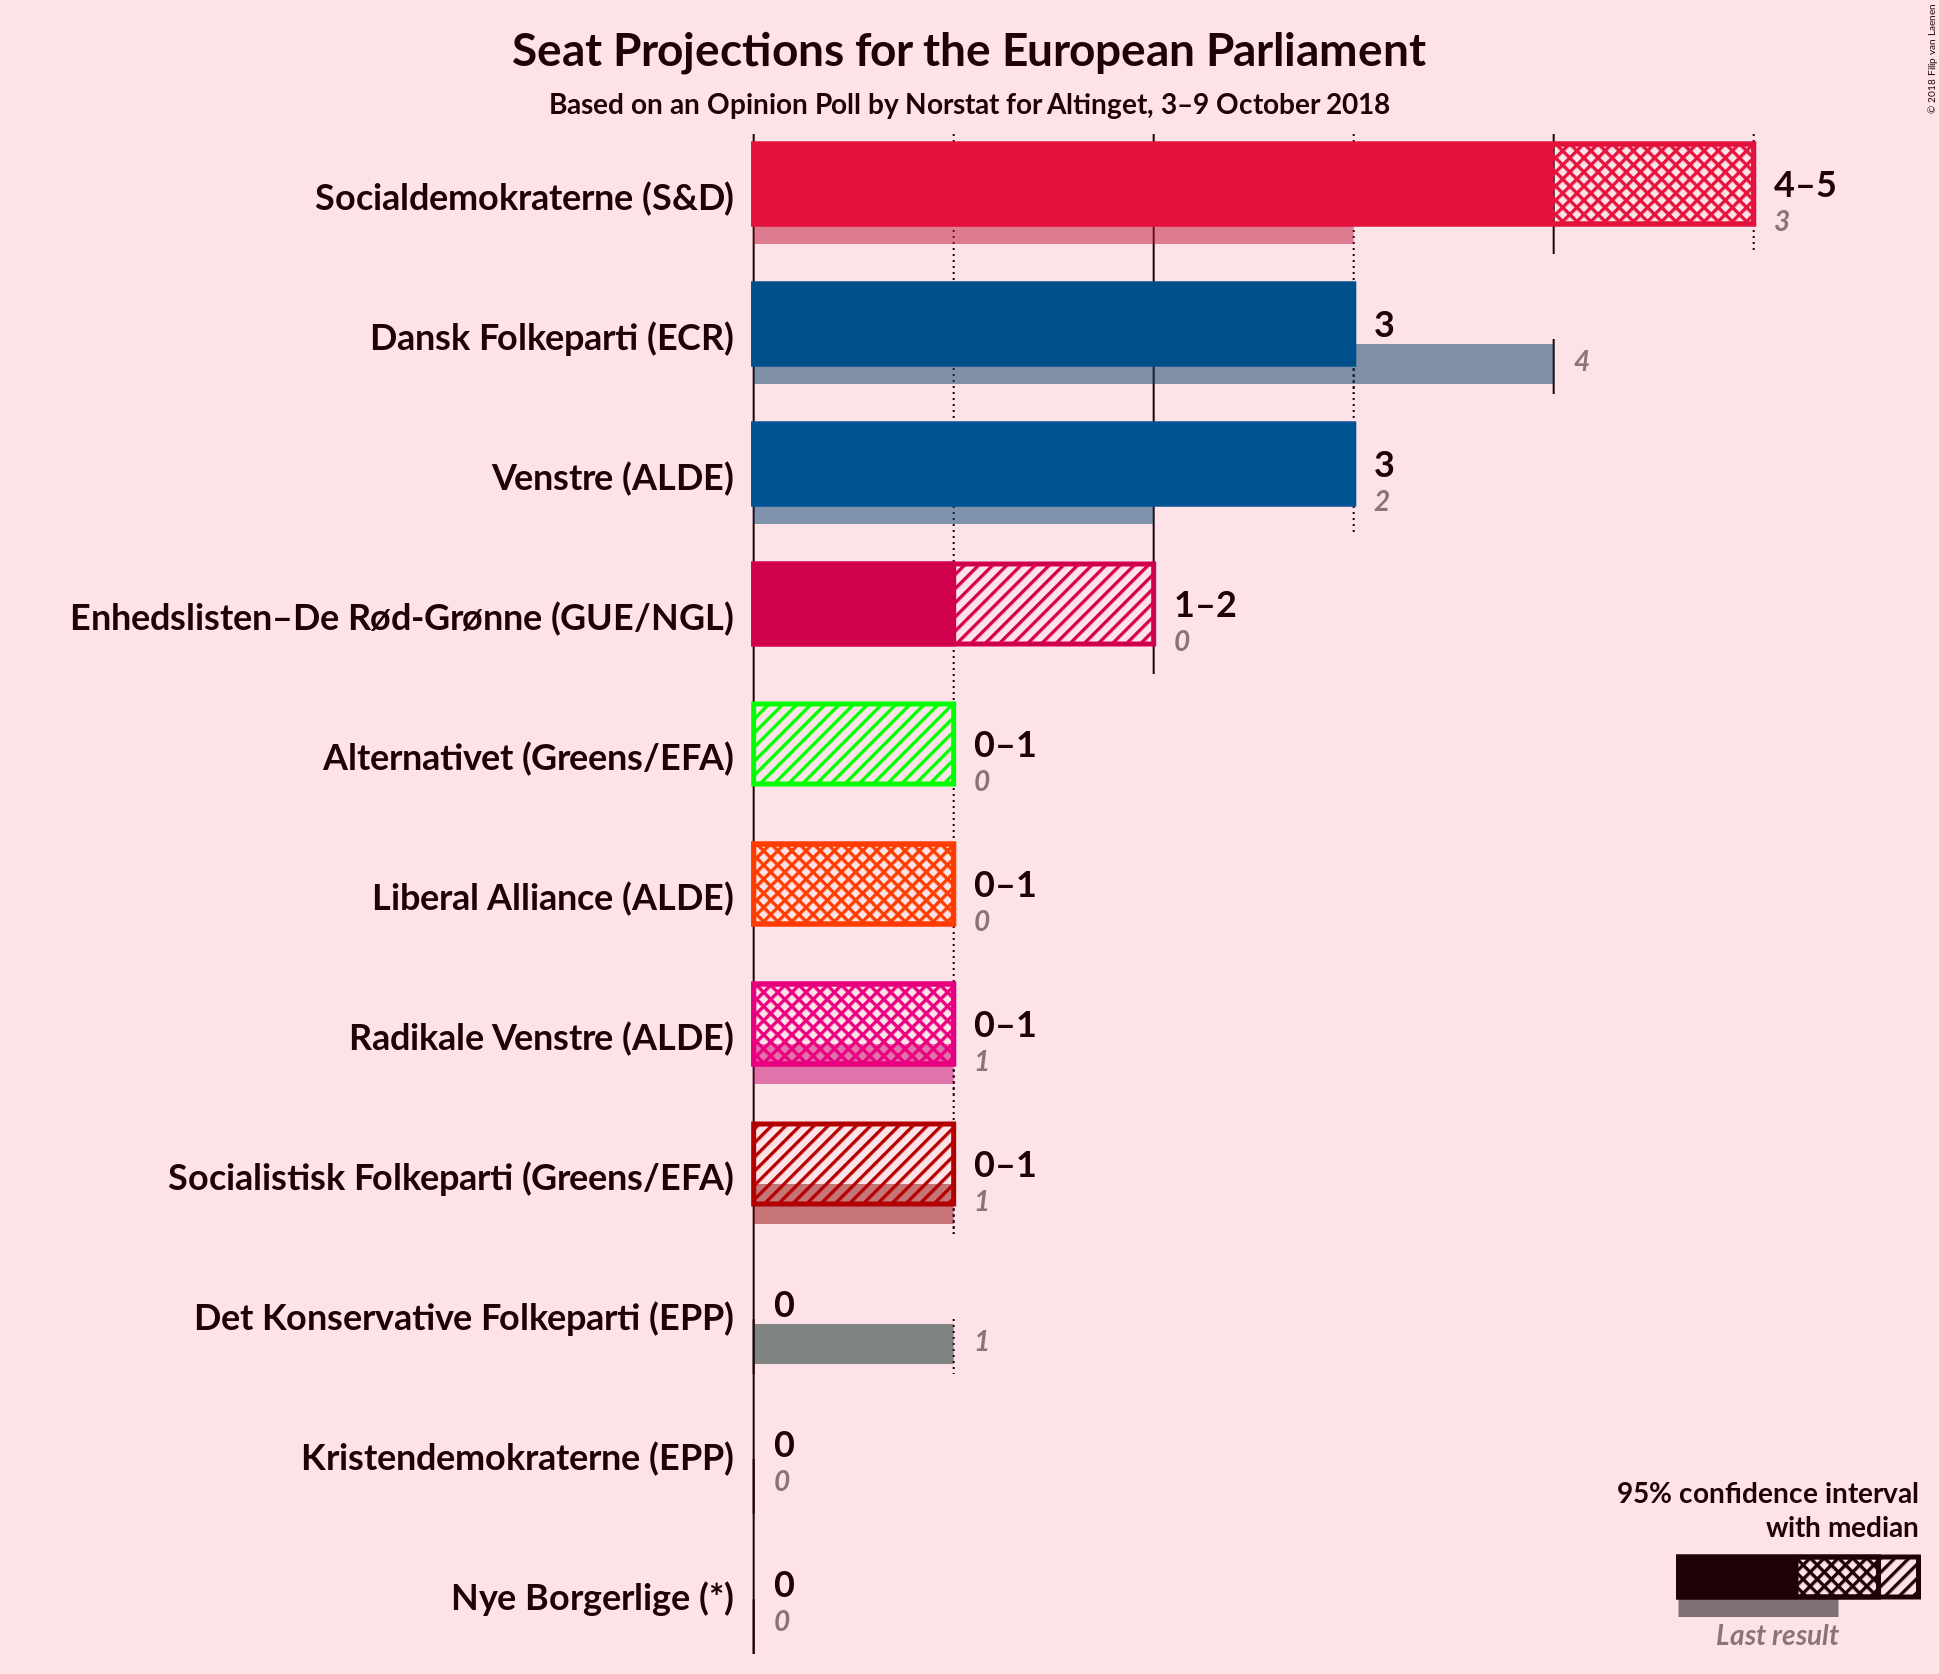 Seat Projections for the European Parliament
Based on an Opinion Poll by Norstat for Altinget, 3–9 October 2018
© 2018 Filip van Laenen
Socialdemokraterne (S&D)
4–5
3
Dansk Folkeparti (ECR)
3
4
Venstre (ALDE)
3
2
Enhedslisten–De Rød-Grønne (GUE/NGL)
1–2
0
Alternativet (Greens/EFA)
0–1
0
Liberal Alliance (ALDE)
0–1
0
Radikale Venstre (ALDE)
0–1
1
Socialistisk Folkeparti (Greens/EFA)
0–1
1
Det Konservative Folkeparti (EPP)
0
1
Kristendemokraterne (EPP)
0
0
Nye Borgerlige (*)
0
0
95% confidence interval
with median
Last result